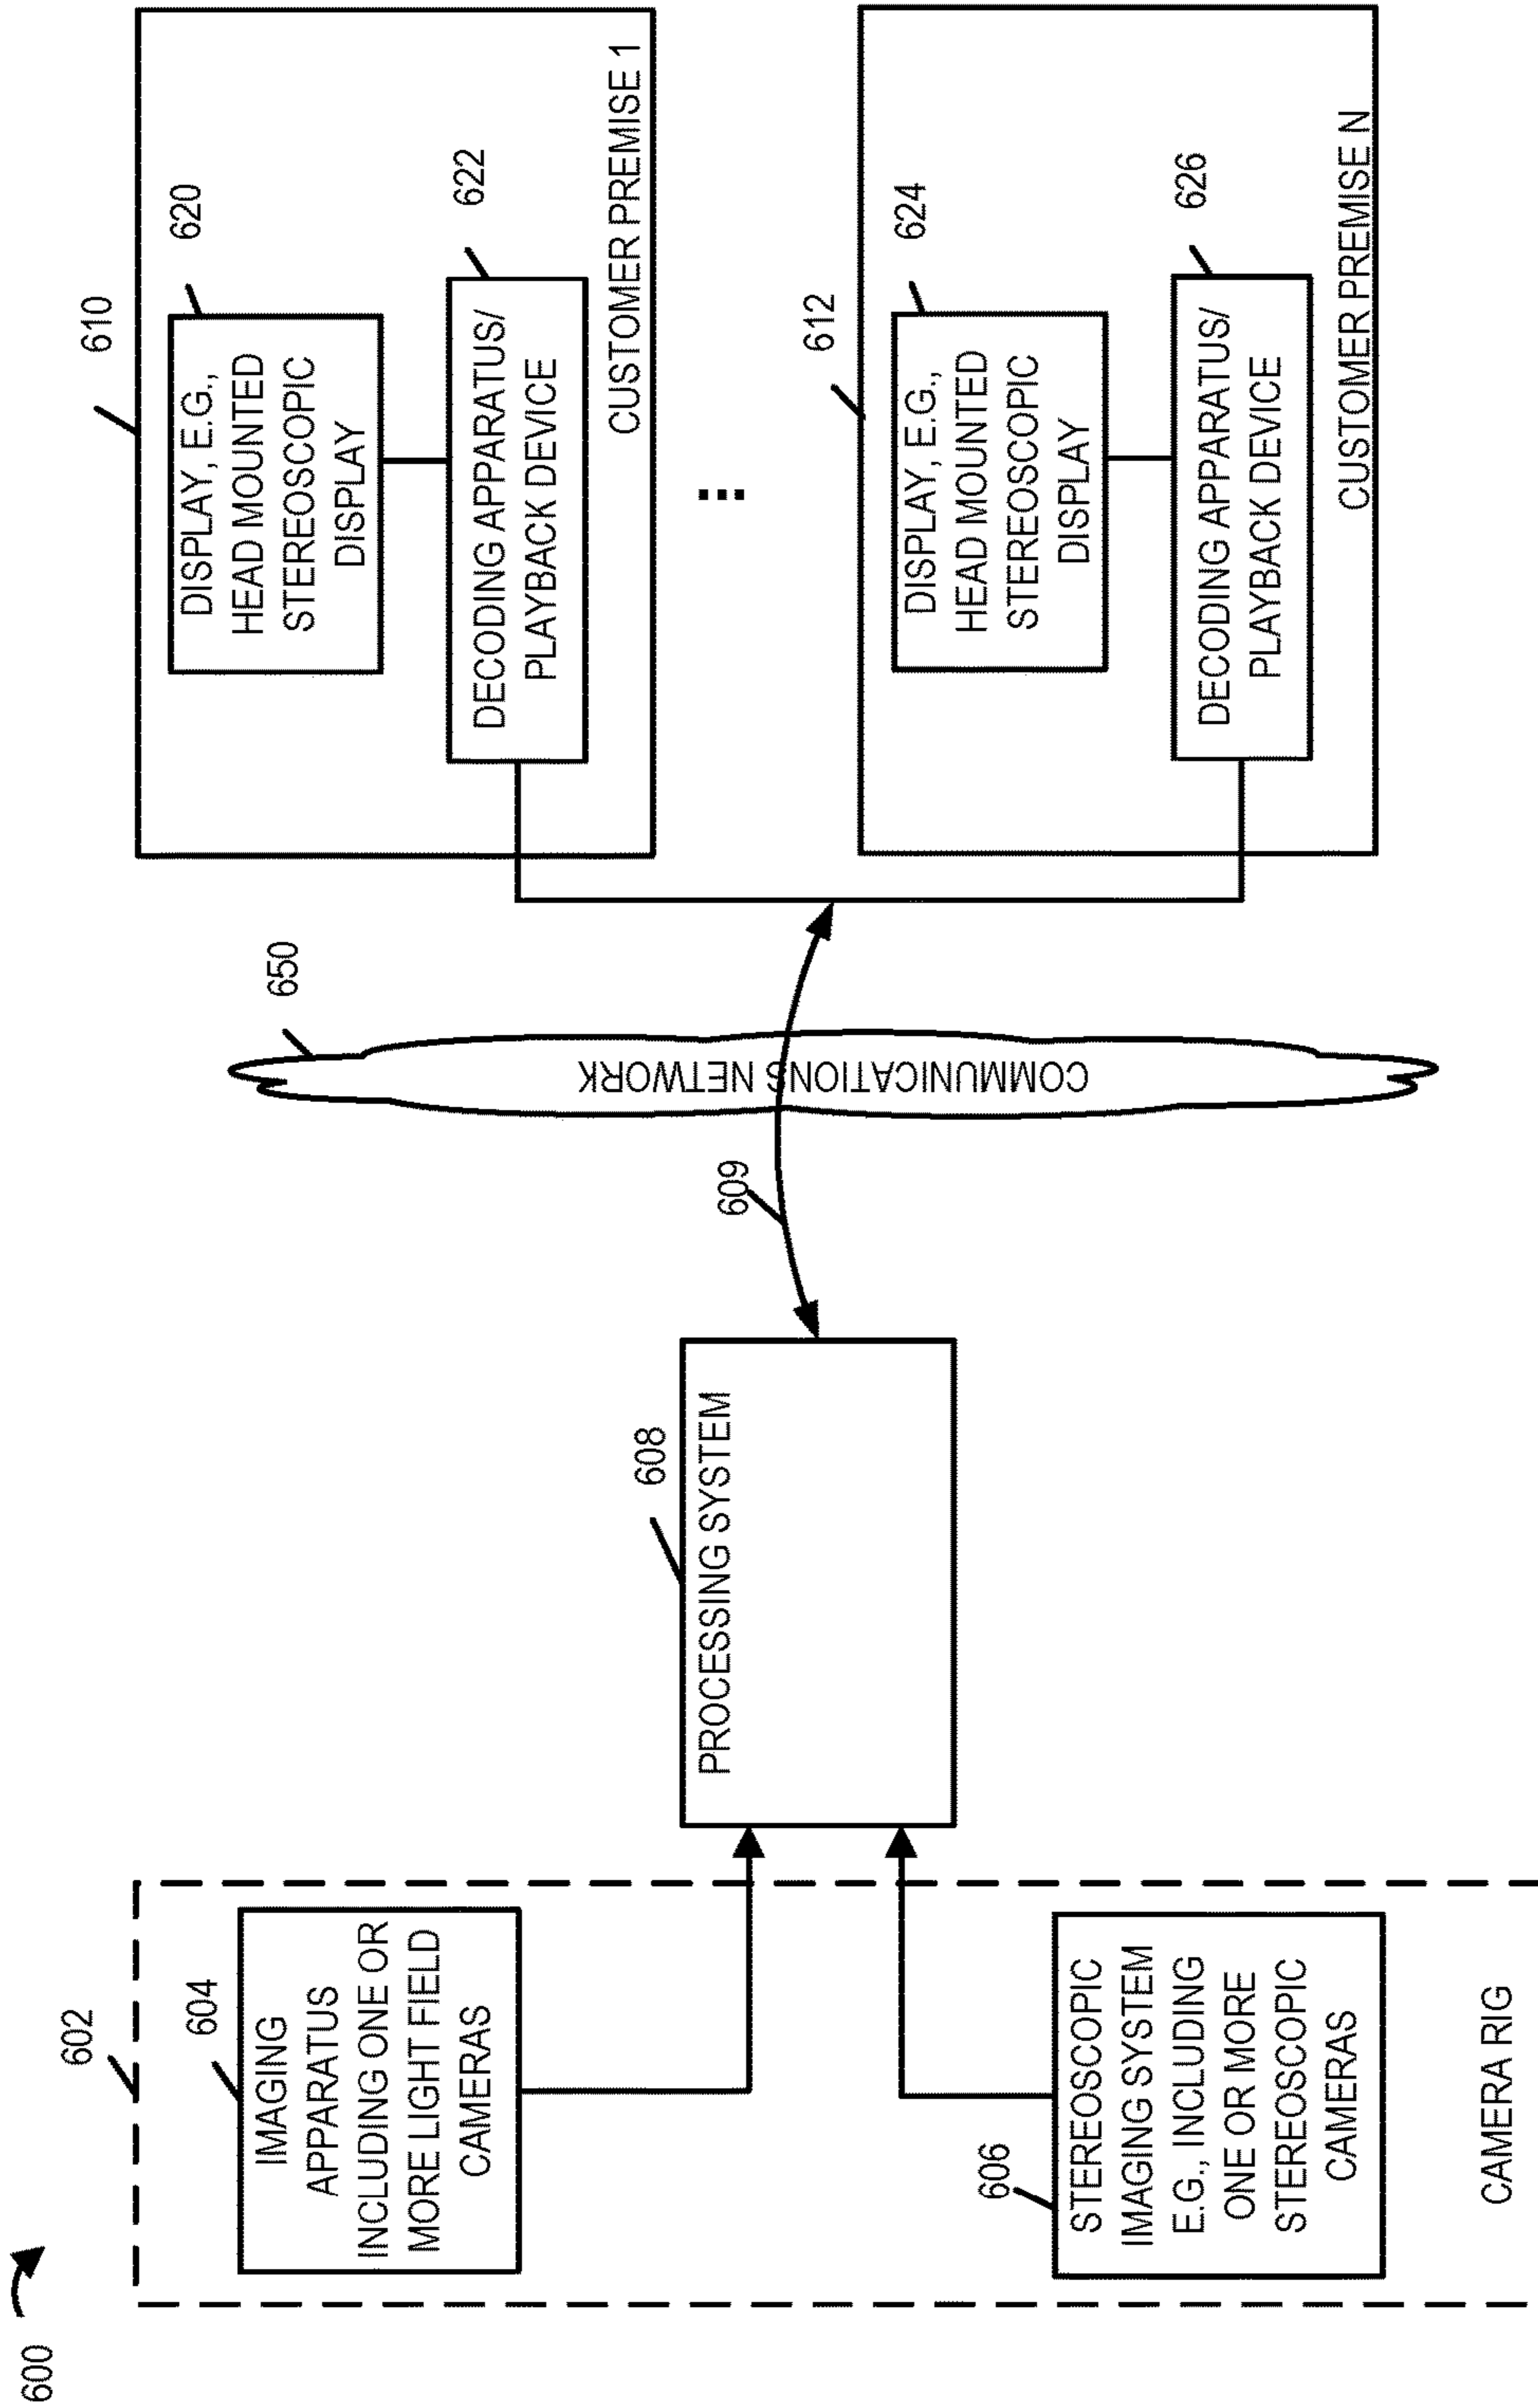 600
602
604
IMAGING
APPARATUS
INCLUDING ONE OR
MORE LIGHT FIELD
CAMERAS
606
STEREOSCOPIC
IMAGING SYSTEM
E.G., INCLUDING
ONE OR MORE
STEREOSCOPIC
CAMERAS
CAMERA RIG
608
PROCESSING SYSTEM
609
650
COMMUNICATIONS NETWORK
610
620
DISPLAY, E.G.,
HEAD MOUNTED
STEREOSCOPIC
DISPLAY
622
DECODING APPARATUS/
PLAYBACK DEVICE
CUSTOMER PREMISE 1
...
612
624
DISPLAY, E.G.,
HEAD MOUNTED
STEREOSCOPIC
DISPLAY
626
DECODING APPARATUS/
PLAYBACK DEVICE
CUSTOMER PREMISE N